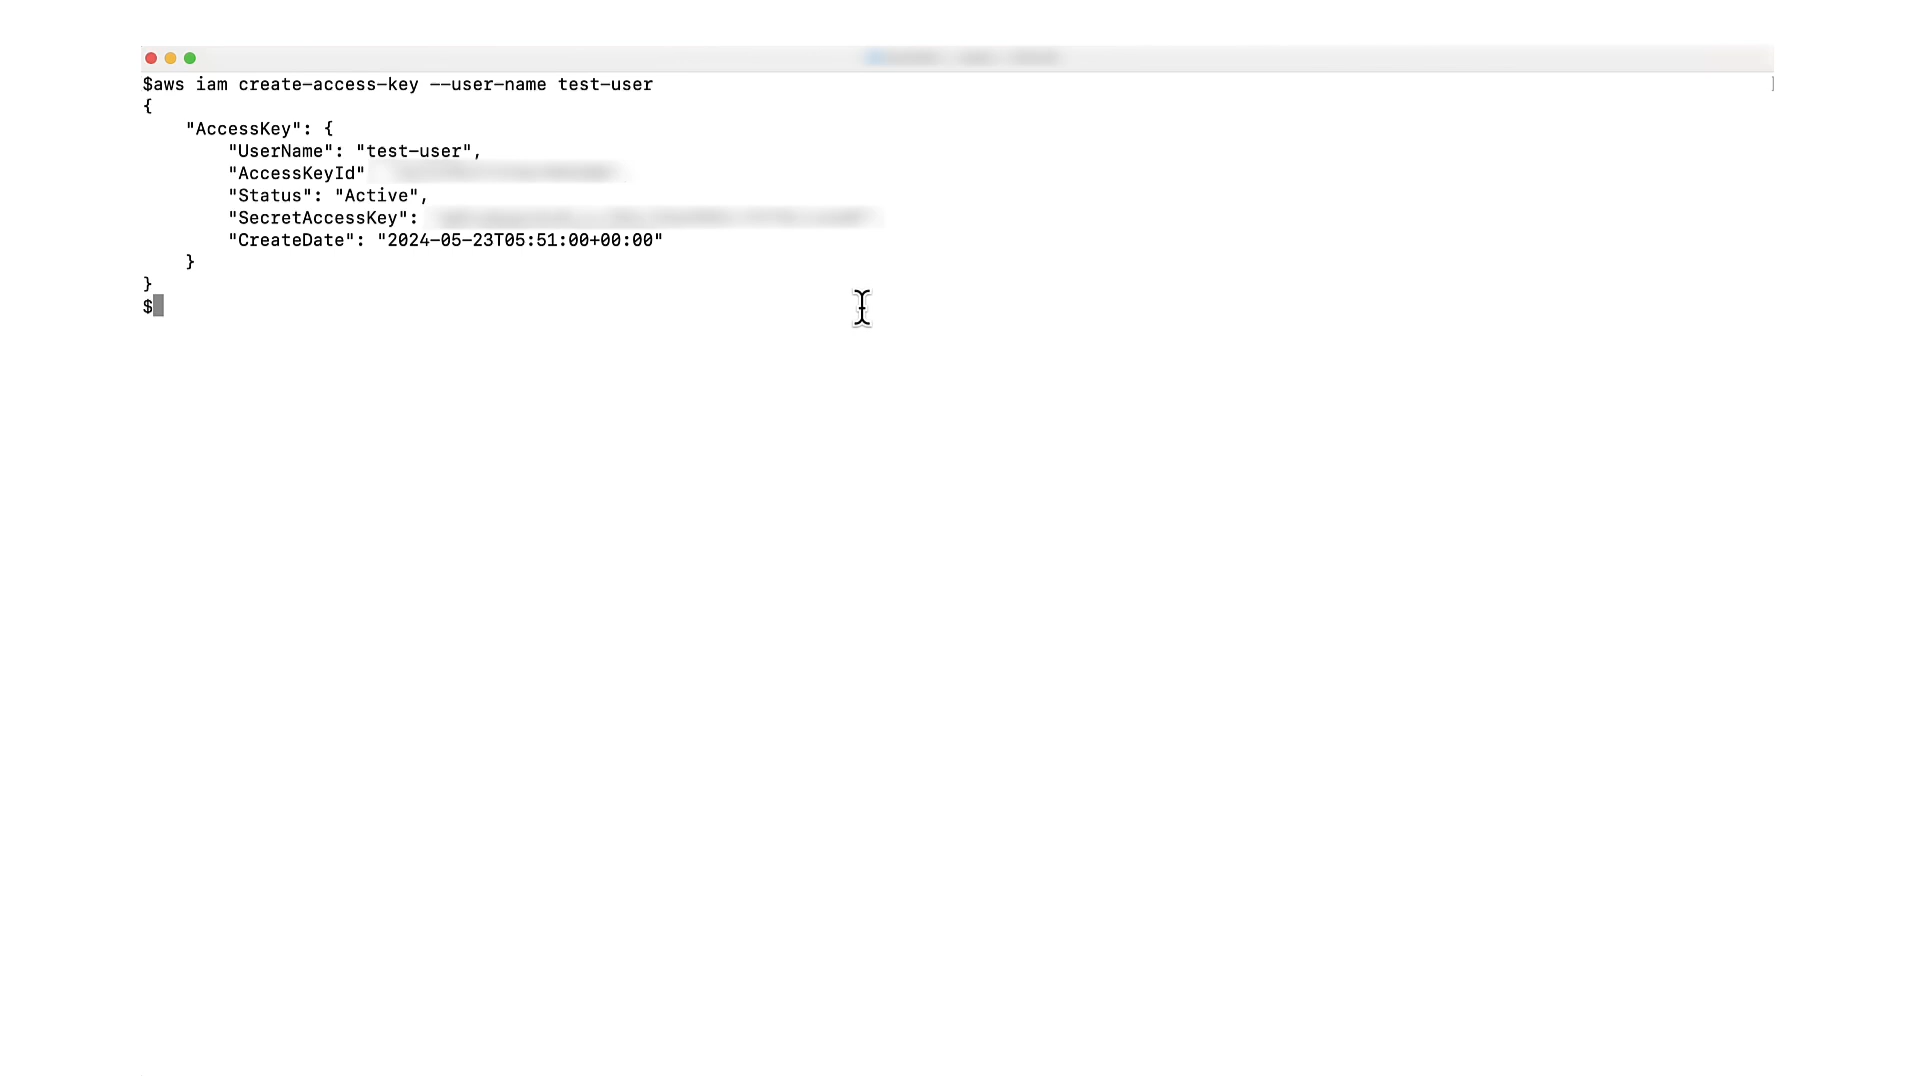 $aws iam create-access-key --user-name test-user
{
    "AccessKey": {
        "UserName": "test-user",
        "AccessKeyId"
        "Status": "Active",
        "SecretAccessKey":
        "CreateDate": "2024-05-23T05:51:00+00:00"
    }
}
$